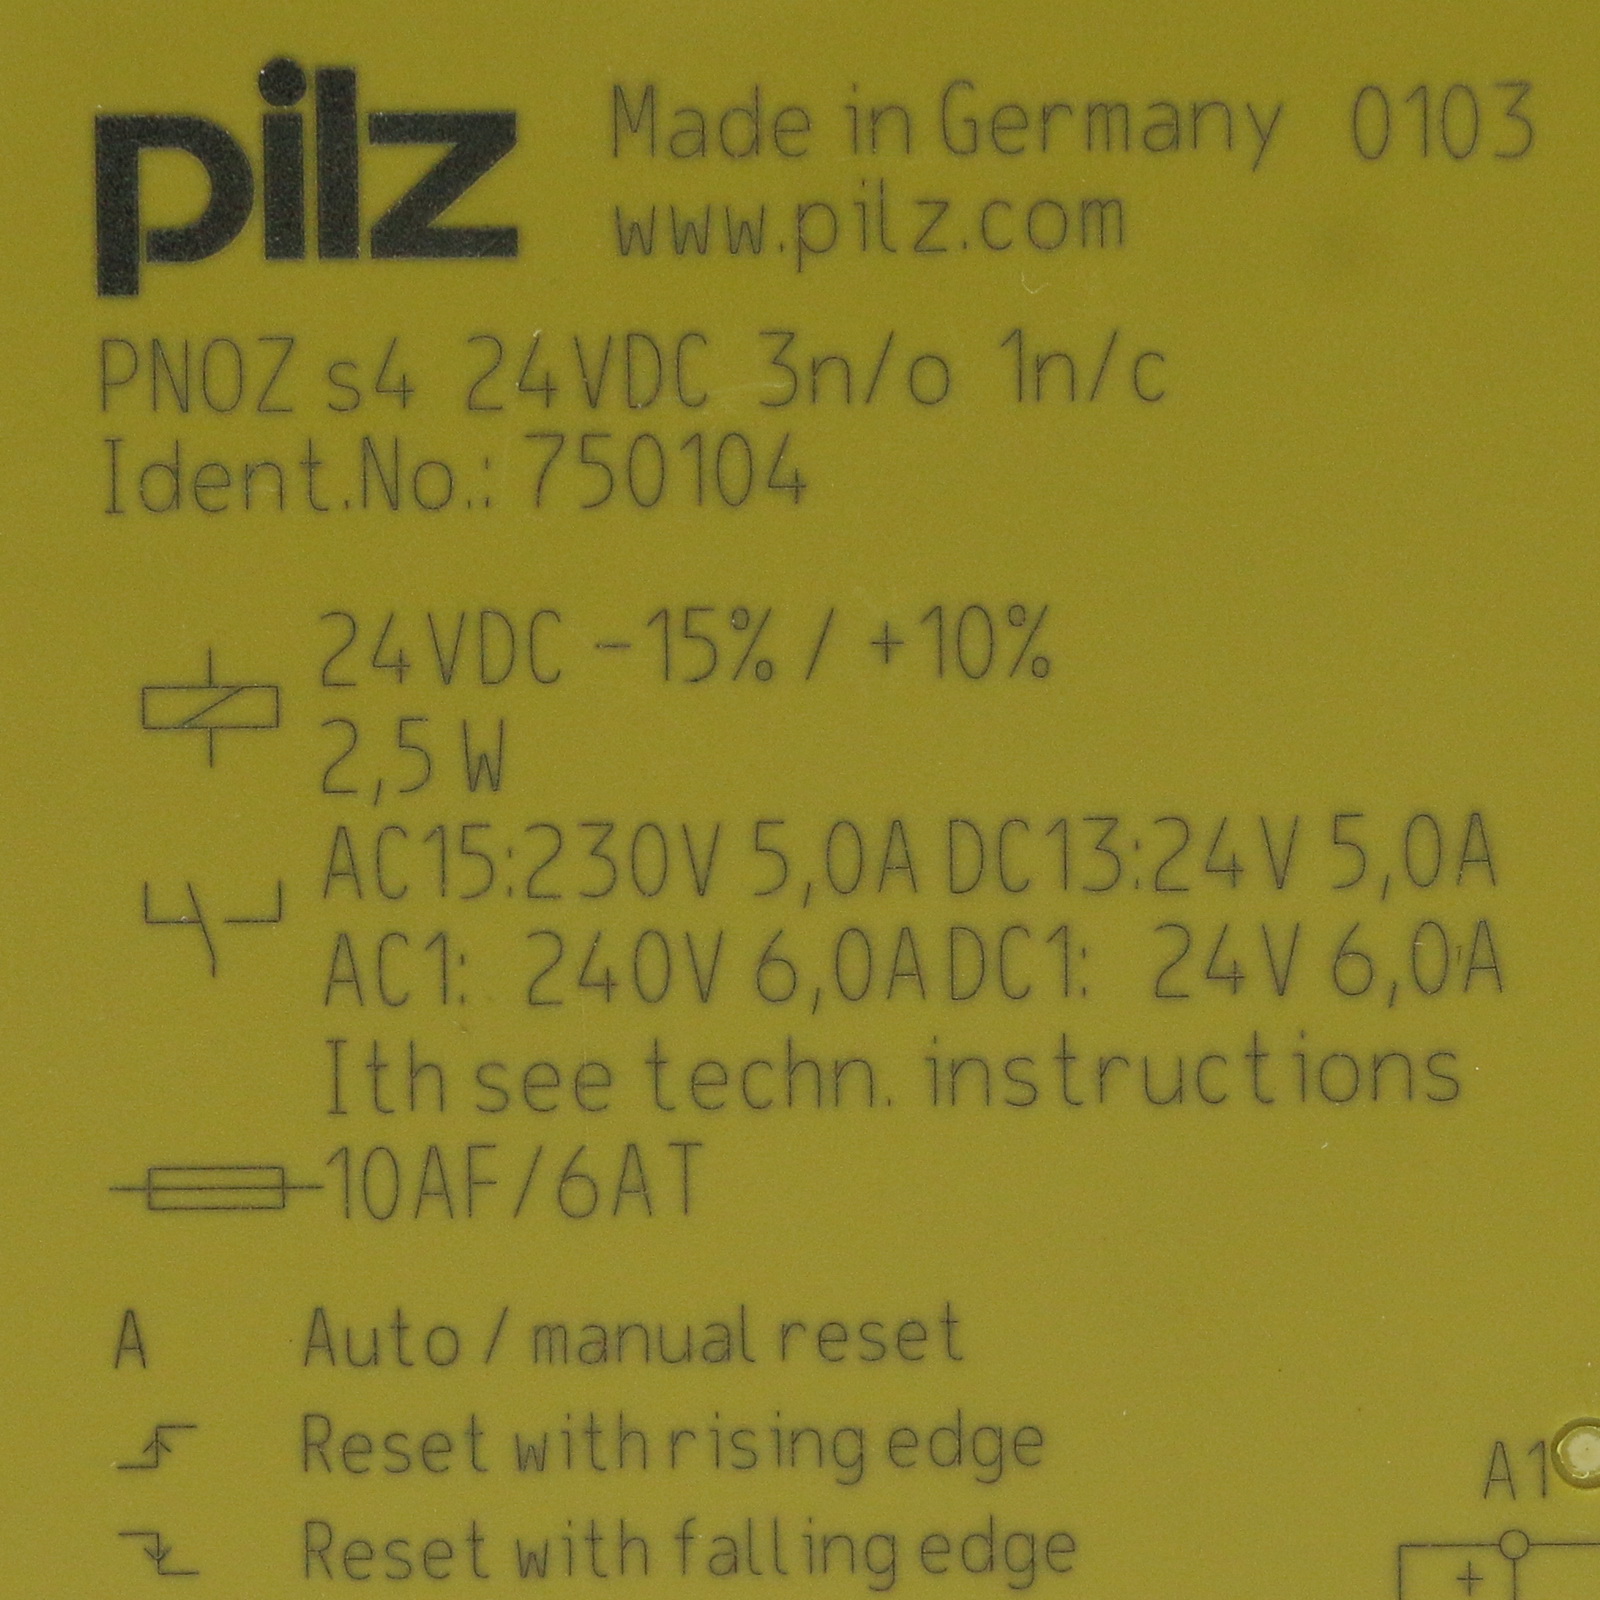 pilz Made in Germany 0103
www.pilz.com
PNOZ s4 24VDC 3n/o 1n/c
Ident.No.: 750104
24VDC -15% / +10%
2,5 W
AC15:230V 5,0A DC13:24V 5,0A
AC1: 240V 6,0A DC1: 24V 6,0A
Ith see techn. instructions
10AF/6AT
A Auto / manual reset
Reset with rising edge
A1
Reset with falling edge
+